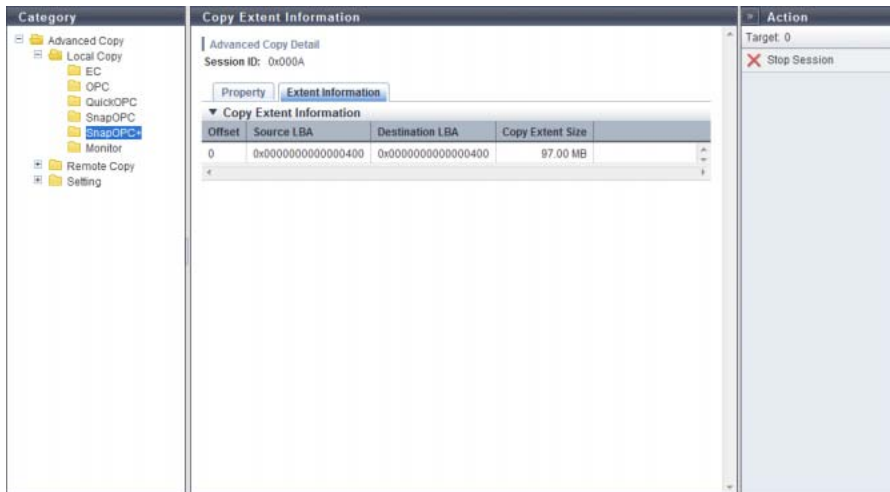 Category
Advanced Copy
Local Copy
EC
OPC
QuickOPC
SnapOPC
SnapOPC+
Monitor
Remote Copy
Setting
Copy Extent Information
Advanced Copy Detail
Session ID: 0x000A
Property Extent Information
▼ Copy Extent Information
Offset Source LBA Destination LBA Copy Extent Size
0 0x0000000000000400 0x0000000000000400 97.00 MB
» Action
Target: 0
Stop Session